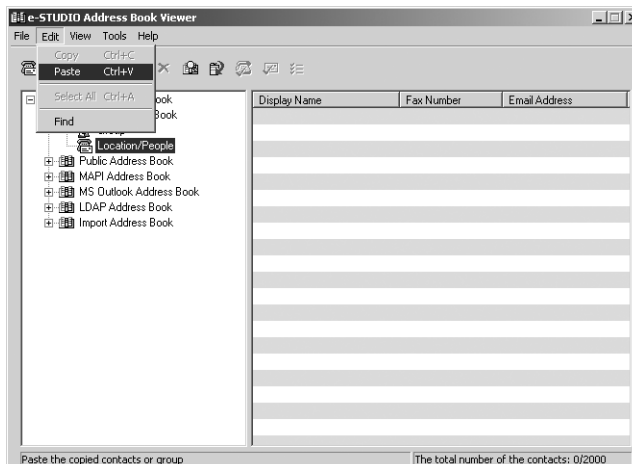 e-STUDIO Address Book Viewer
File Edit View Tools Help
Copy Ctrl+C
Paste Ctrl+V
Select All Ctrl+A
Find
Display Name Fax Number Email Address
ook
Book
Location/People
Public Address Book
MAPI Address Book
MS Outlook Address Book
LDAP Address Book
Import Address Book
Paste the copied contacts or group
The total number of the contacts: 0/2000